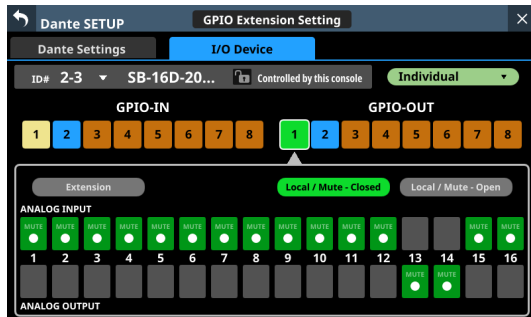 Dante SETUP GPIO Extension Setting ×
Dante Settings I/O Device
ID# 2-3 SB-16D-20... Controlled by this console Individual
GPIO-IN GPIO-OUT
1 2 3 4 5 6 7 8 1 2 3 4 5 6 7 8
Extension Local / Mute - Closed Local / Mute - Open
ANALOG INPUT
MUTE MUTE MUTE MUTE MUTE MUTE MUTE MUTE MUTE MUTE MUTE MUTE MUTE MUTE
1 2 3 4 5 6 7 8 9 10 11 12 13 14 15 16
MUTE MUTE
ANALOG OUTPUT